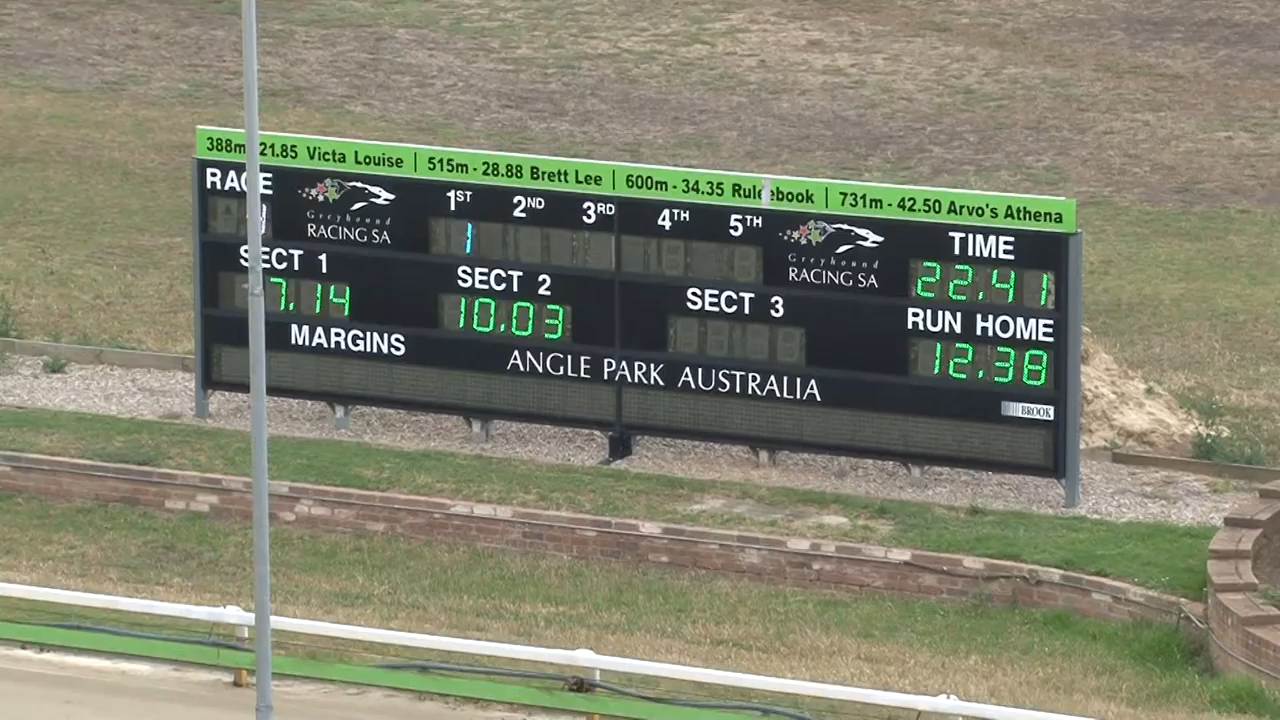 388m 21.85 Victa Louise | 515m - 28.88 Brett Lee | 600m - 34.35 Rulebook | 731m - 42.50 Arvo's Athena
RACE
Greyhound
RACING SA
1ST 2ND 3RD 4TH 5TH
1
Greyhound
RACING SA
TIME
22.41
SECT 1
7.14
SECT 2
10.03
SECT 3
RUN HOME
12.38
MARGINS
ANGLE PARK AUSTRALIA
BROOK